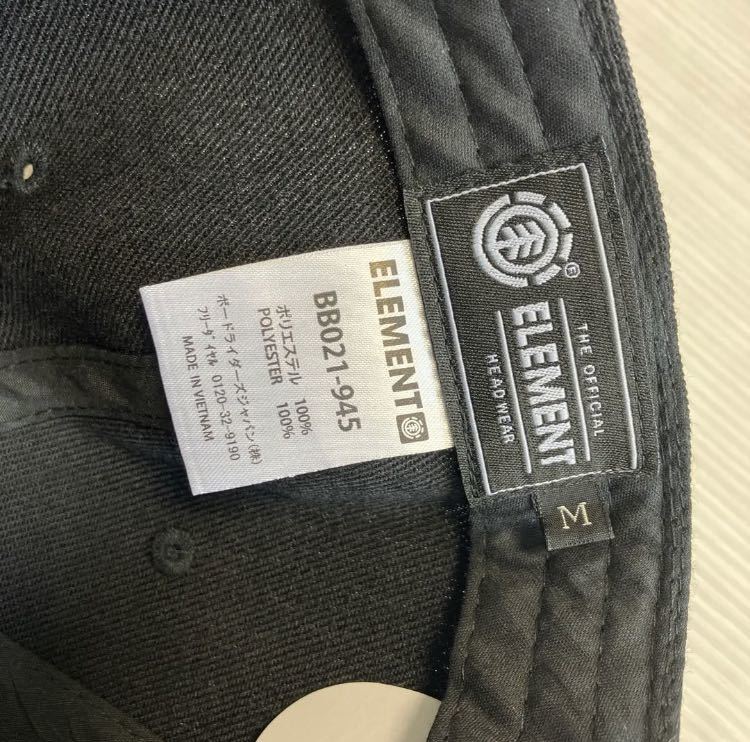 ELEMENT
BB021-945
ポリエステル 100%
POLYESTER 100%
ボードライダーズジャパン(株)
フリーダイヤル 0120-32-9190
MADE IN VIETNAM
THE OFFICIAL
ELEMENT
HEADWEAR
M